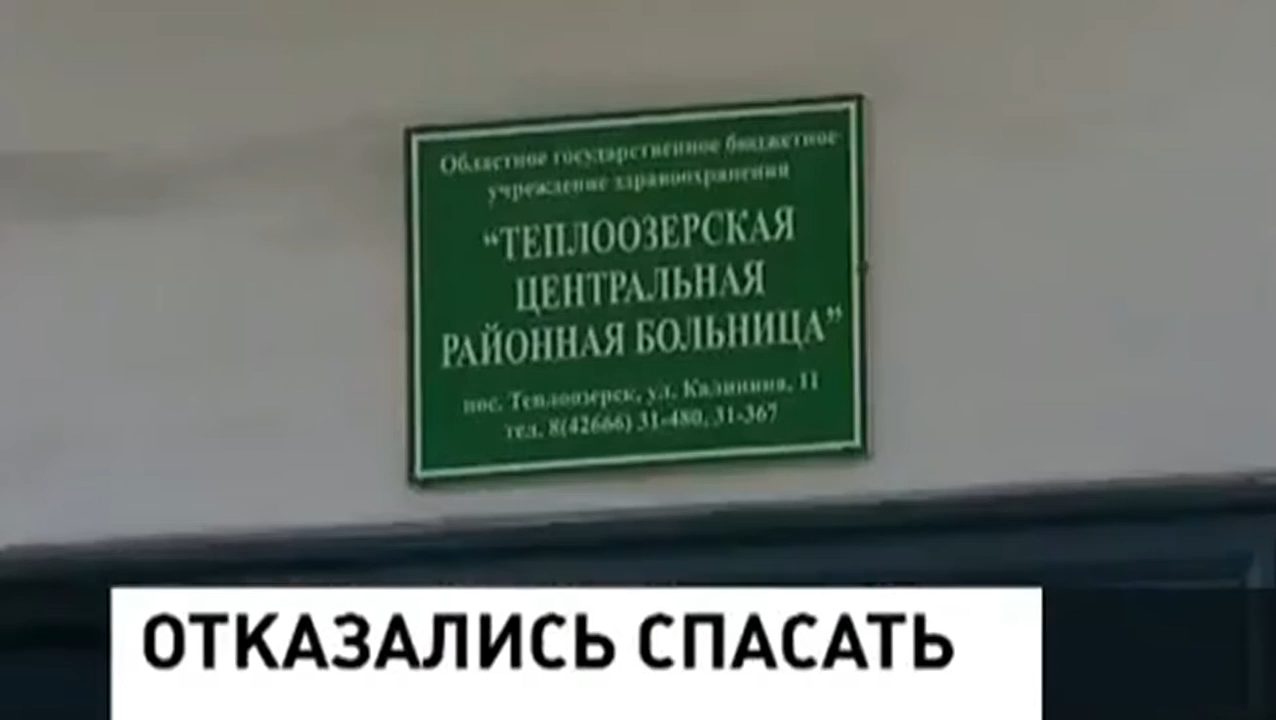 Областное государственное бюджетное
учреждение здравоохранения
“ТЕПЛООЗЕРСКАЯ
ЦЕНТРАЛЬНАЯ
РАЙОННАЯ БОЛЬНИЦА”
пос. Теплоозерск, ул. Калинина, 11
тел. 8(42666) 31-480, 31-367
ОТКАЗАЛИСЬ СПАСАТЬ